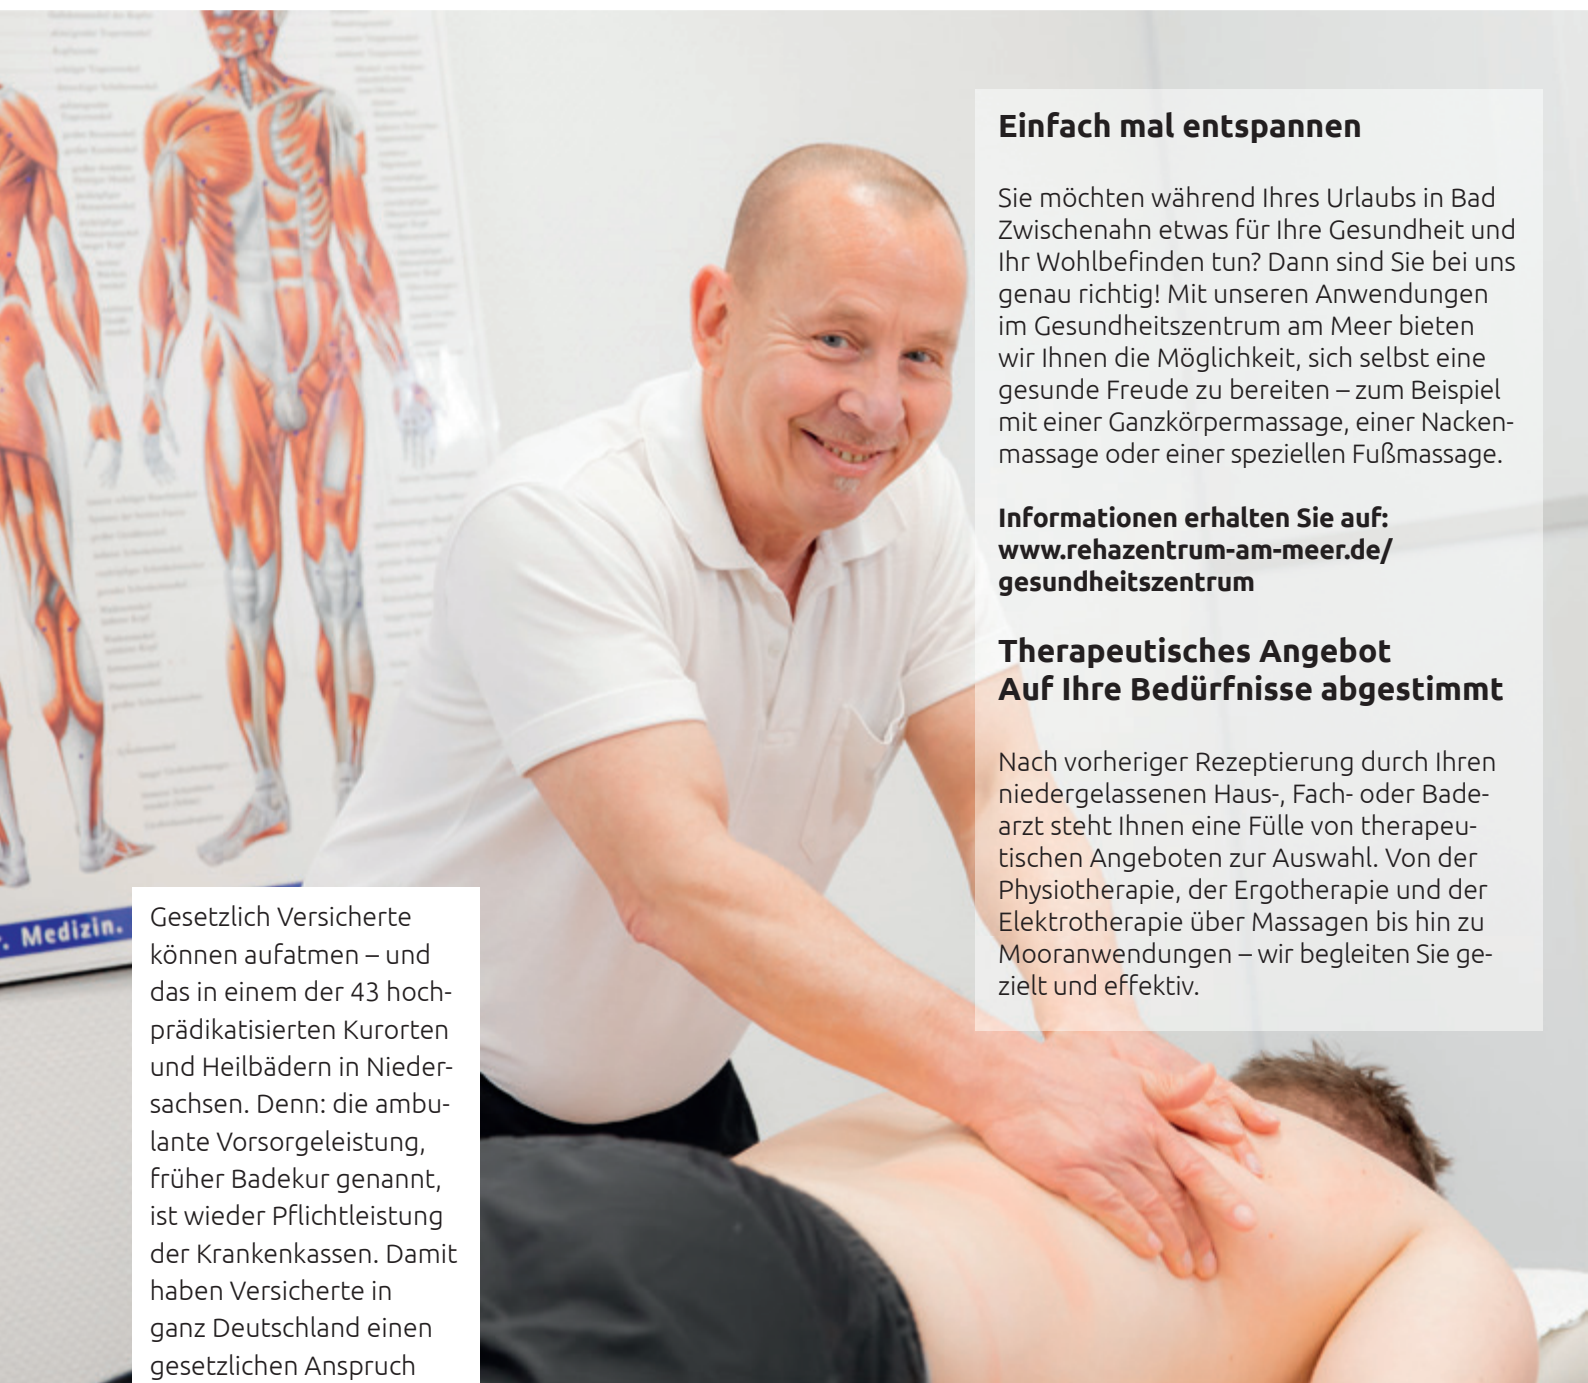 Einfach mal entspannen
Sie möchten während Ihres Urlaubs in Bad
Zwischenahn etwas für Ihre Gesundheit und
Ihr Wohlbefinden tun? Dann sind Sie bei uns
genau richtig! Mit unseren Anwendungen
im Gesundheitszentrum am Meer bieten
wir Ihnen die Möglichkeit, sich selbst eine
gesunde Freude zu bereiten – zum Beispiel
mit einer Ganzkörpermassage, einer Nacken-
massage oder einer speziellen Fußmassage.
Informationen erhalten Sie auf:
www.rehazentrum-am-meer.de/
gesundheitszentrum
Therapeutisches Angebot
Auf Ihre Bedürfnisse abgestimmt
Nach vorheriger Rezeptierung durch Ihren
niedergelassenen Haus-, Fach- oder Bade-
arzt steht Ihnen eine Fülle von therapeu-
tischen Angeboten zur Auswahl. Von der
Physiotherapie, der Ergotherapie und der
Elektrotherapie über Massagen bis hin zu
Mooranwendungen – wir begleiten Sie ge-
zielt und effektiv.
. Medizin.
Gesetzlich Versicherte
können aufatmen – und
das in einem der 43 hoch-
prädikatisierten Kurorten
und Heilbädern in Nieder-
sachsen. Denn: die ambu-
lante Vorsorgeleistung,
früher Badekur genannt,
ist wieder Pflichtleistung
der Krankenkassen. Damit
haben Versicherte in
ganz Deutschland einen
gesetzlichen Anspruch